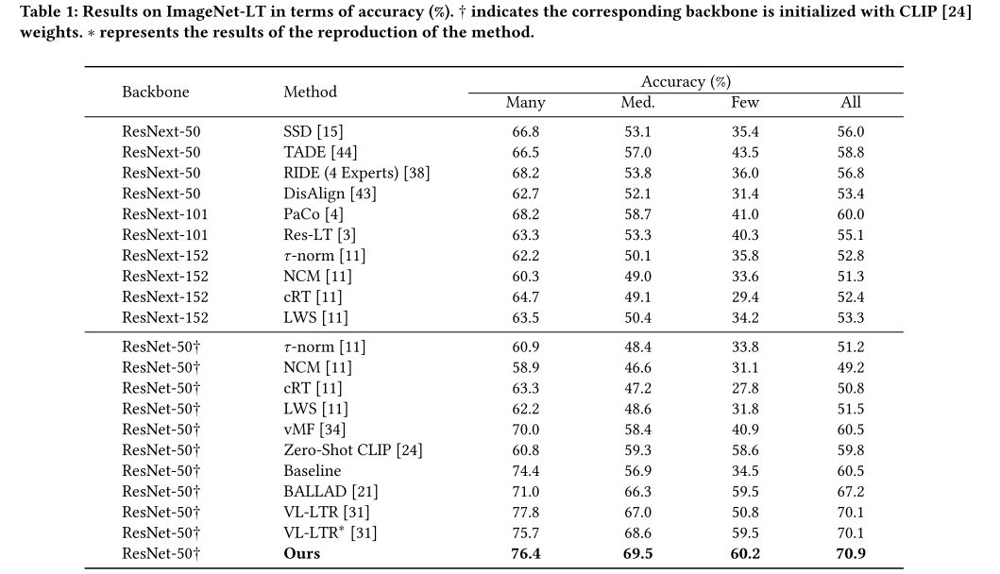 Table 1: Results on ImageNet-LT in terms of accuracy (%). † indicates the corresponding backbone is initialized with CLIP [24]
weights. ∗ represents the results of the reproduction of the method.
Backbone Method Accuracy (%)
Many Med. Few All
ResNext-50 SSD [15] 66.8 53.1 35.4 56.0
ResNext-50 TADE [44] 66.5 57.0 43.5 58.8
ResNext-50 RIDE (4 Experts) [38] 68.2 53.8 36.0 56.8
ResNext-50 DisAlign [43] 62.7 52.1 31.4 53.4
ResNext-101 PaCo [4] 68.2 58.7 41.0 60.0
ResNext-101 Res-LT [3] 63.3 53.3 40.3 55.1
ResNext-152 τ-norm [11] 62.2 50.1 35.8 52.8
ResNext-152 NCM [11] 60.3 49.0 33.6 51.3
ResNext-152 cRT [11] 64.7 49.1 29.4 52.4
ResNext-152 LWS [11] 63.5 50.4 34.2 53.3
ResNet-50† τ-norm [11] 60.9 48.4 33.8 51.2
ResNet-50† NCM [11] 58.9 46.6 31.1 49.2
ResNet-50† cRT [11] 63.3 47.2 27.8 50.8
ResNet-50† LWS [11] 62.2 48.6 31.8 51.5
ResNet-50† vMF [34] 70.0 58.4 40.9 60.5
ResNet-50† Zero-Shot CLIP [24] 60.8 59.3 58.6 59.8
ResNet-50† Baseline 74.4 56.9 34.5 60.5
ResNet-50† BALLAD [21] 71.0 66.3 59.5 67.2
ResNet-50† VL-LTR [31] 77.8 67.0 50.8 70.1
ResNet-50† VL-LTR∗ [31] 75.7 68.6 59.5 70.1
ResNet-50† Ours 76.4 69.5 60.2 70.9